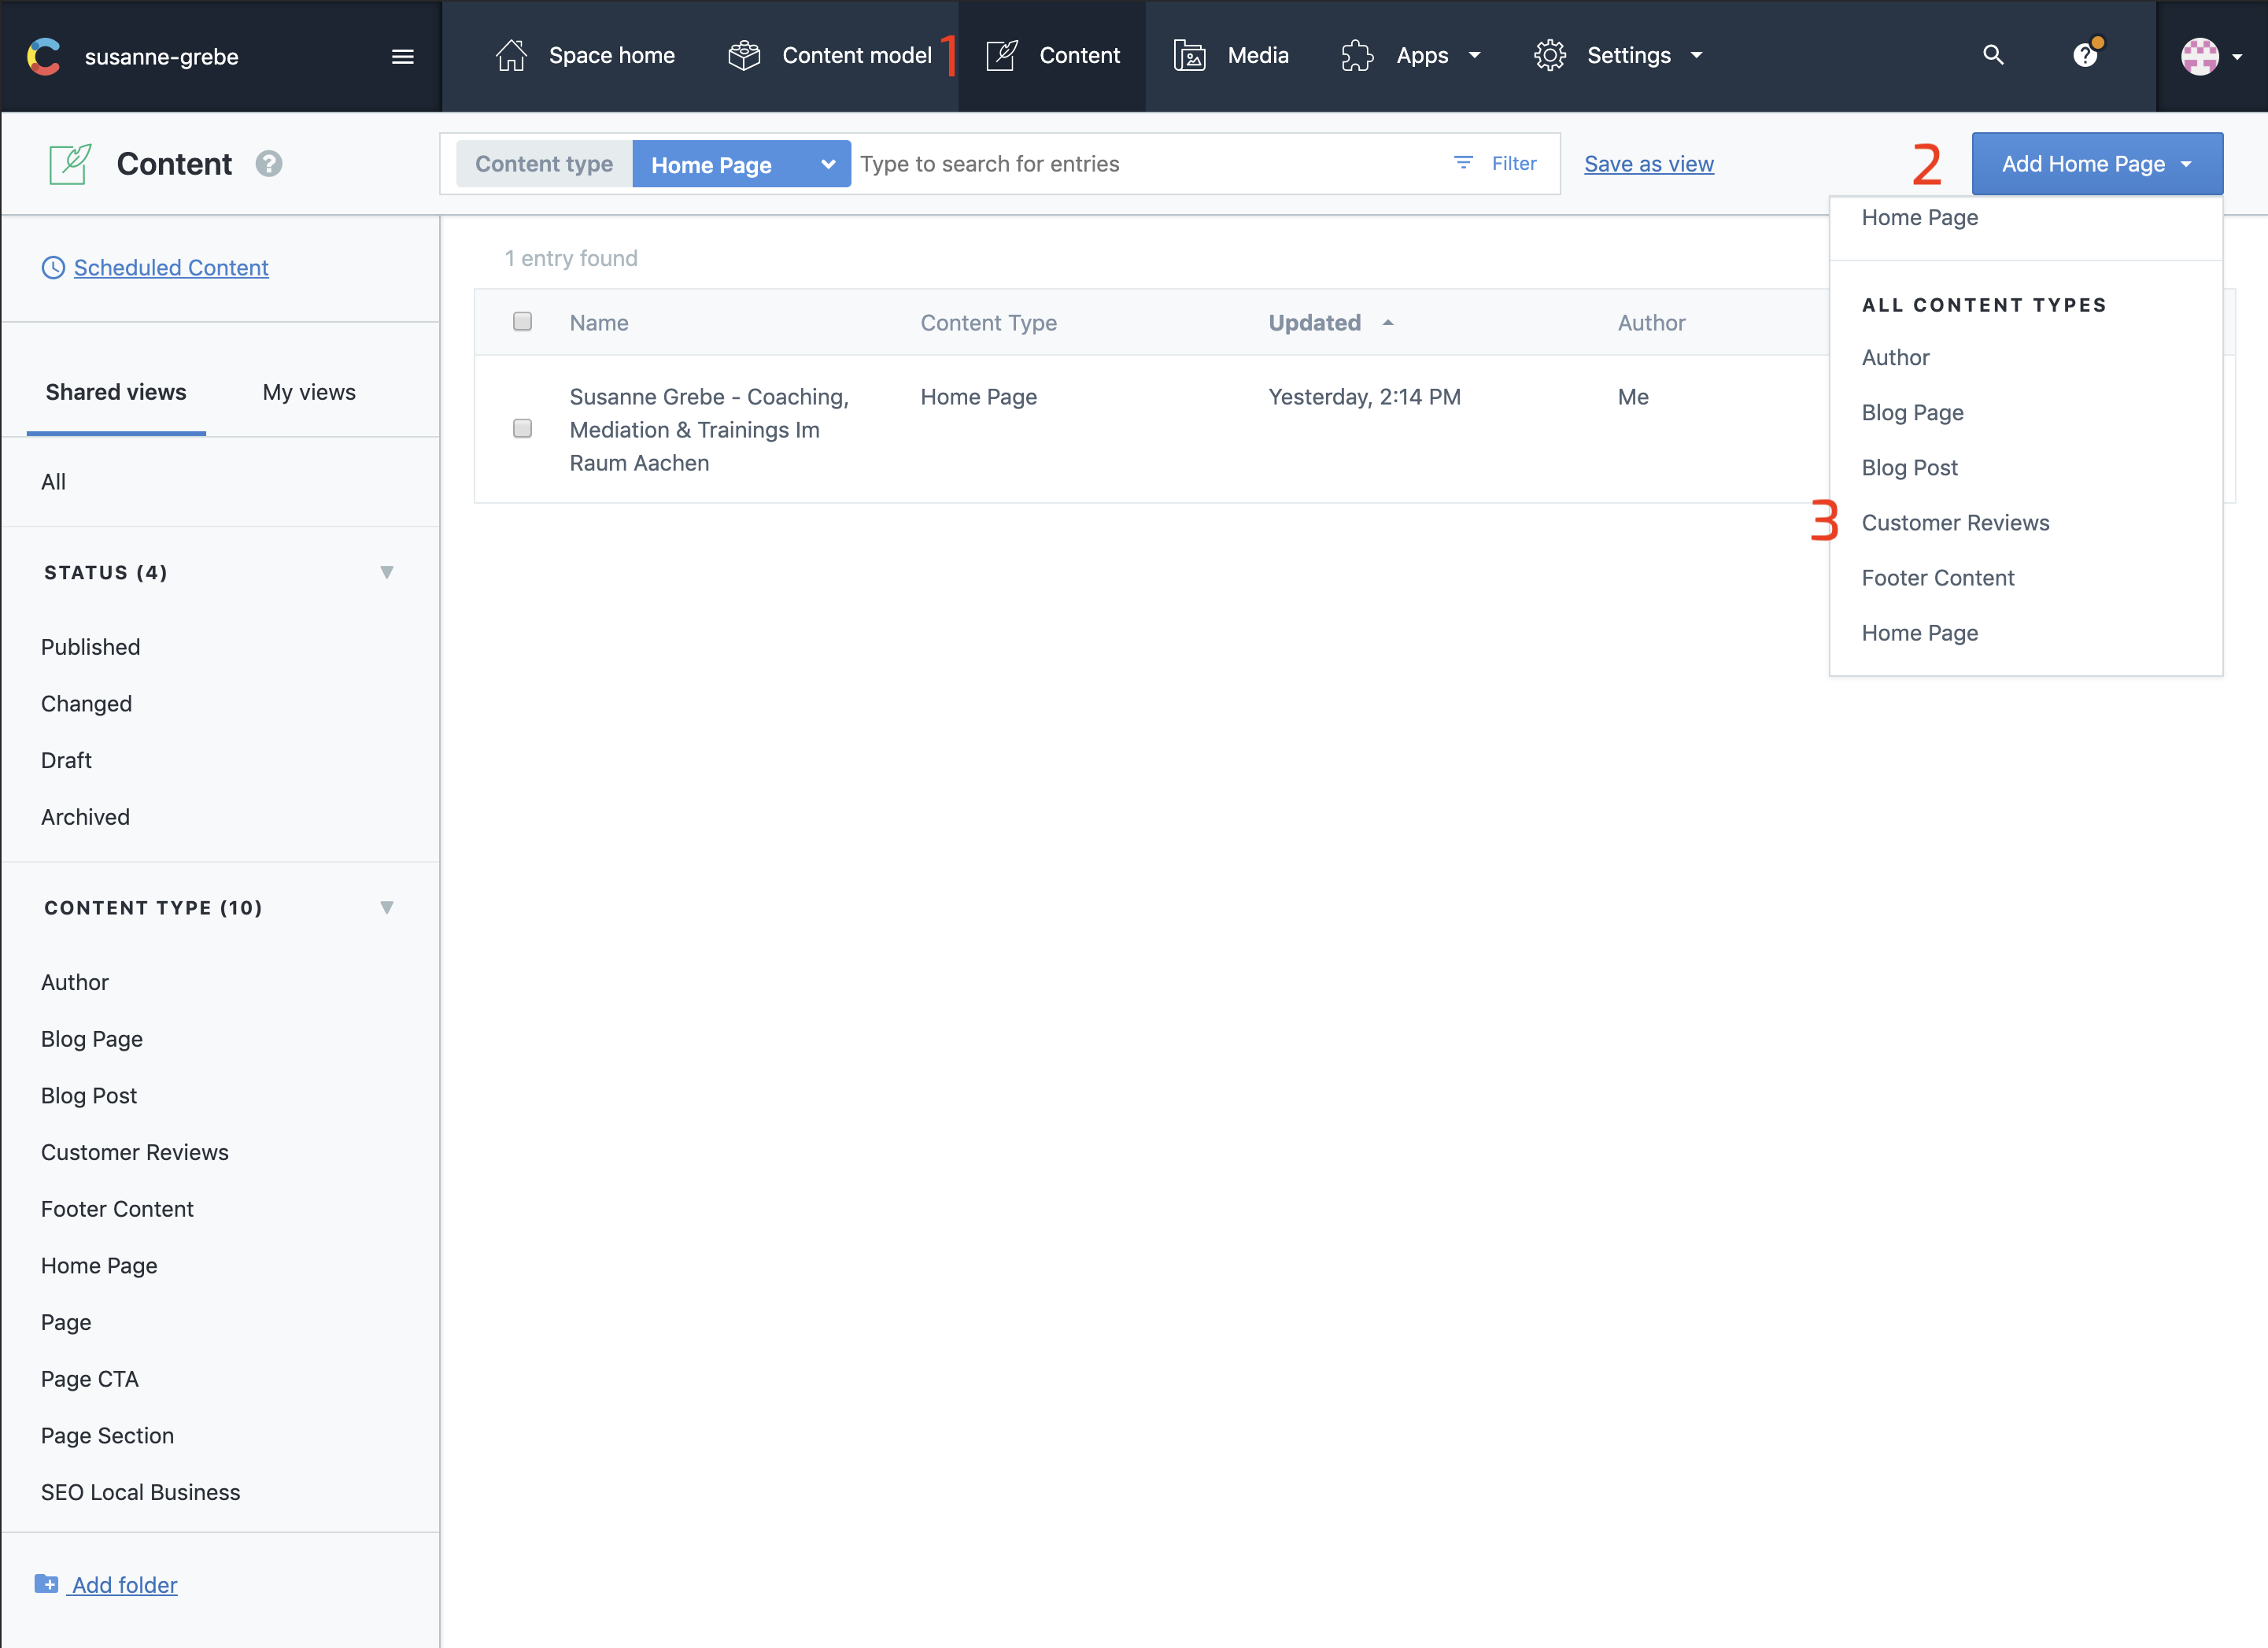 susanne-grebe
Space home
Content model
1
Content
Media
Apps
Settings
?
Content
?
Content type
Home Page
Type to search for entries
Filter
Save as view
2
Add Home Page
Home Page
ALL CONTENT TYPES
Author
Blog Page
Blog Post
3
Customer Reviews
Footer Content
Home Page
Scheduled Content
Shared views
My views
All
STATUS (4)
Published
Changed
Draft
Archived
CONTENT TYPE (10)
Author
Blog Page
Blog Post
Customer Reviews
Footer Content
Home Page
Page
Page CTA
Page Section
SEO Local Business
Add folder
1 entry found
Name
Content Type
Updated
Author
Susanne Grebe - Coaching,
Mediation & Trainings Im
Raum Aachen
Home Page
Yesterday, 2:14 PM
Me